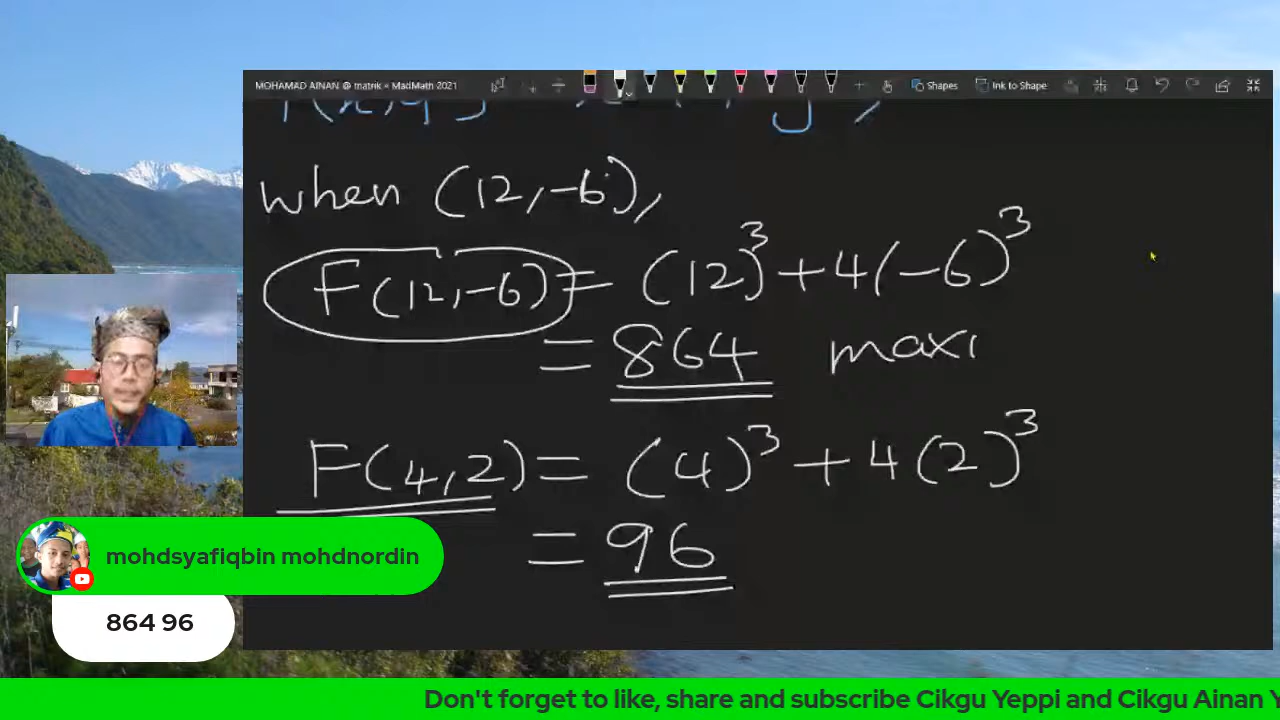 MOHAMAD AINAN @ matrik - MadMath 2021
Shapes
Ink to Shape
when (12,-6),
F(12,-6) = (12)³ + 4(-6)³
= 864 maxi
F(4,2) = (4)³ + 4(2)³
= 96
mohdsyafiqbin mohdnordin
864 96
Don't forget to like, share and subscribe Cikgu Yeppi and Cikgu Ainan Y